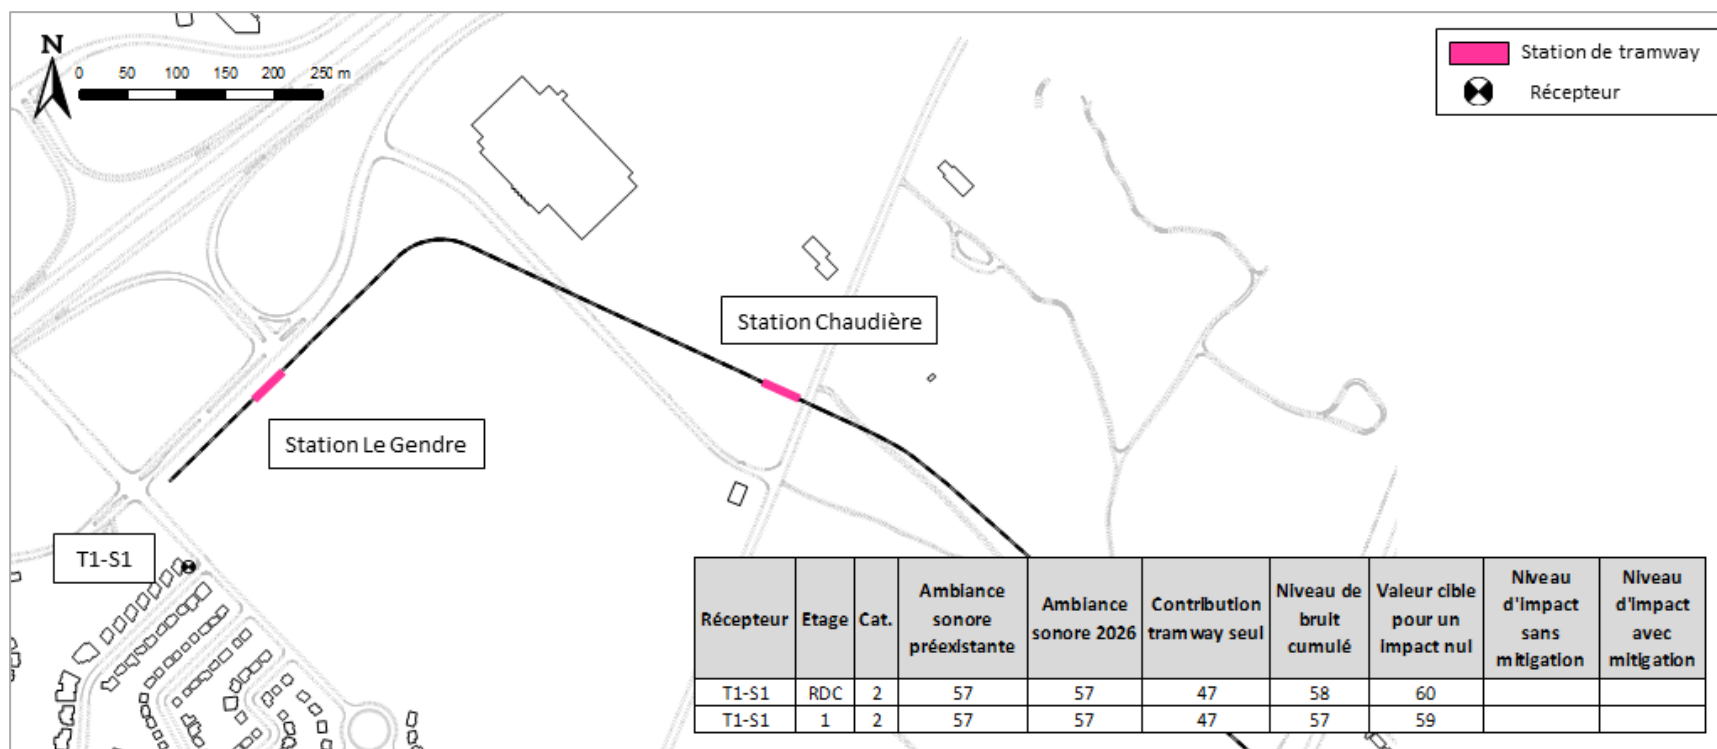 N
0 50 100 150 200 250 m
Station de tramway
Récepteur
Station Chaudière
Station Le Gendre
T1-S1
Récepteur Etage Cat. Ambiance sonore préexistante Ambiance sonore 2026 Contribution tramway seul Niveau de bruit cumulé Valeur cible pour un impact nul Niveau d'impact sans mitigation Niveau d'impact avec mitigation
T1-S1 RDC 2 57 57 47 58 60
T1-S1 1 2 57 57 47 57 59